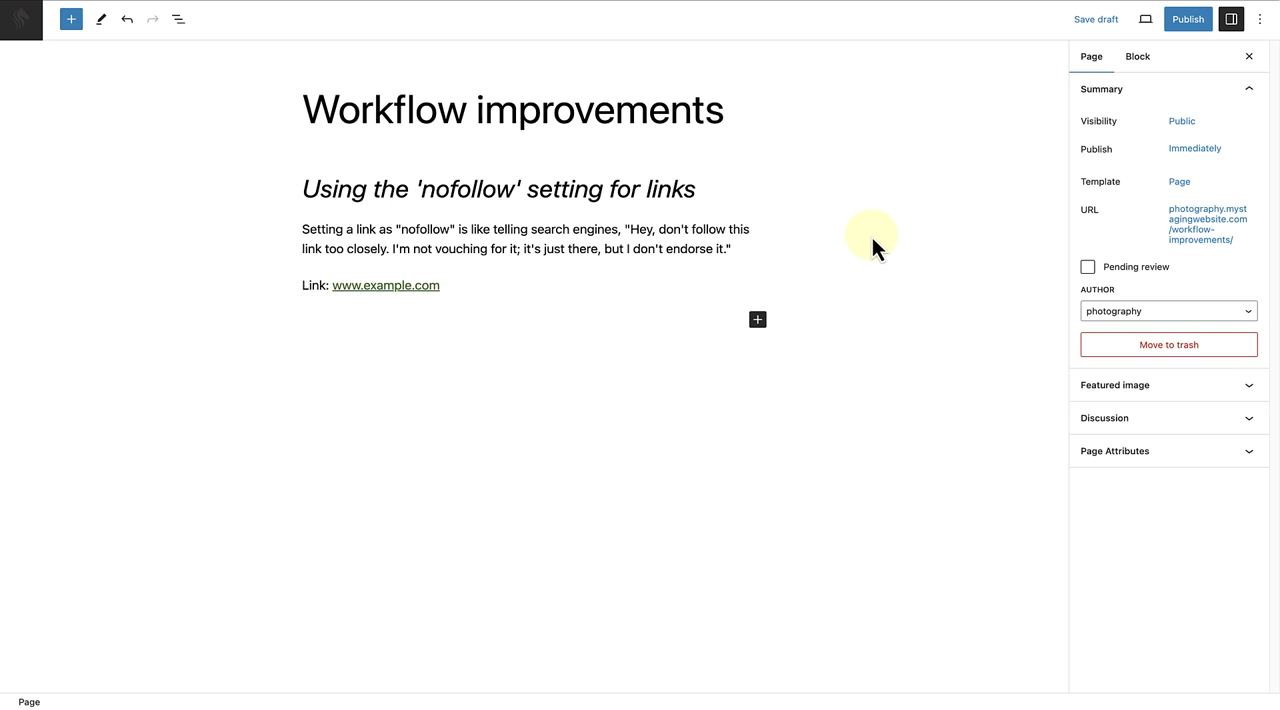 Save draft
Publish
Page
Block
Summary
Visibility
Public
Publish
Immediately
Template
Page
URL
photography.myst
agingwebsite.com
/workflow-
improvements/
Pending review
AUTHOR
photography
Move to trash
Featured image
Discussion
Page Attributes
Workflow improvements
Using the 'nofollow' setting for links
Setting a link as "nofollow" is like telling search engines, "Hey, don't follow this
link too closely. I'm not vouching for it; it's just there, but I don't endorse it."
Link: www.example.com
Page